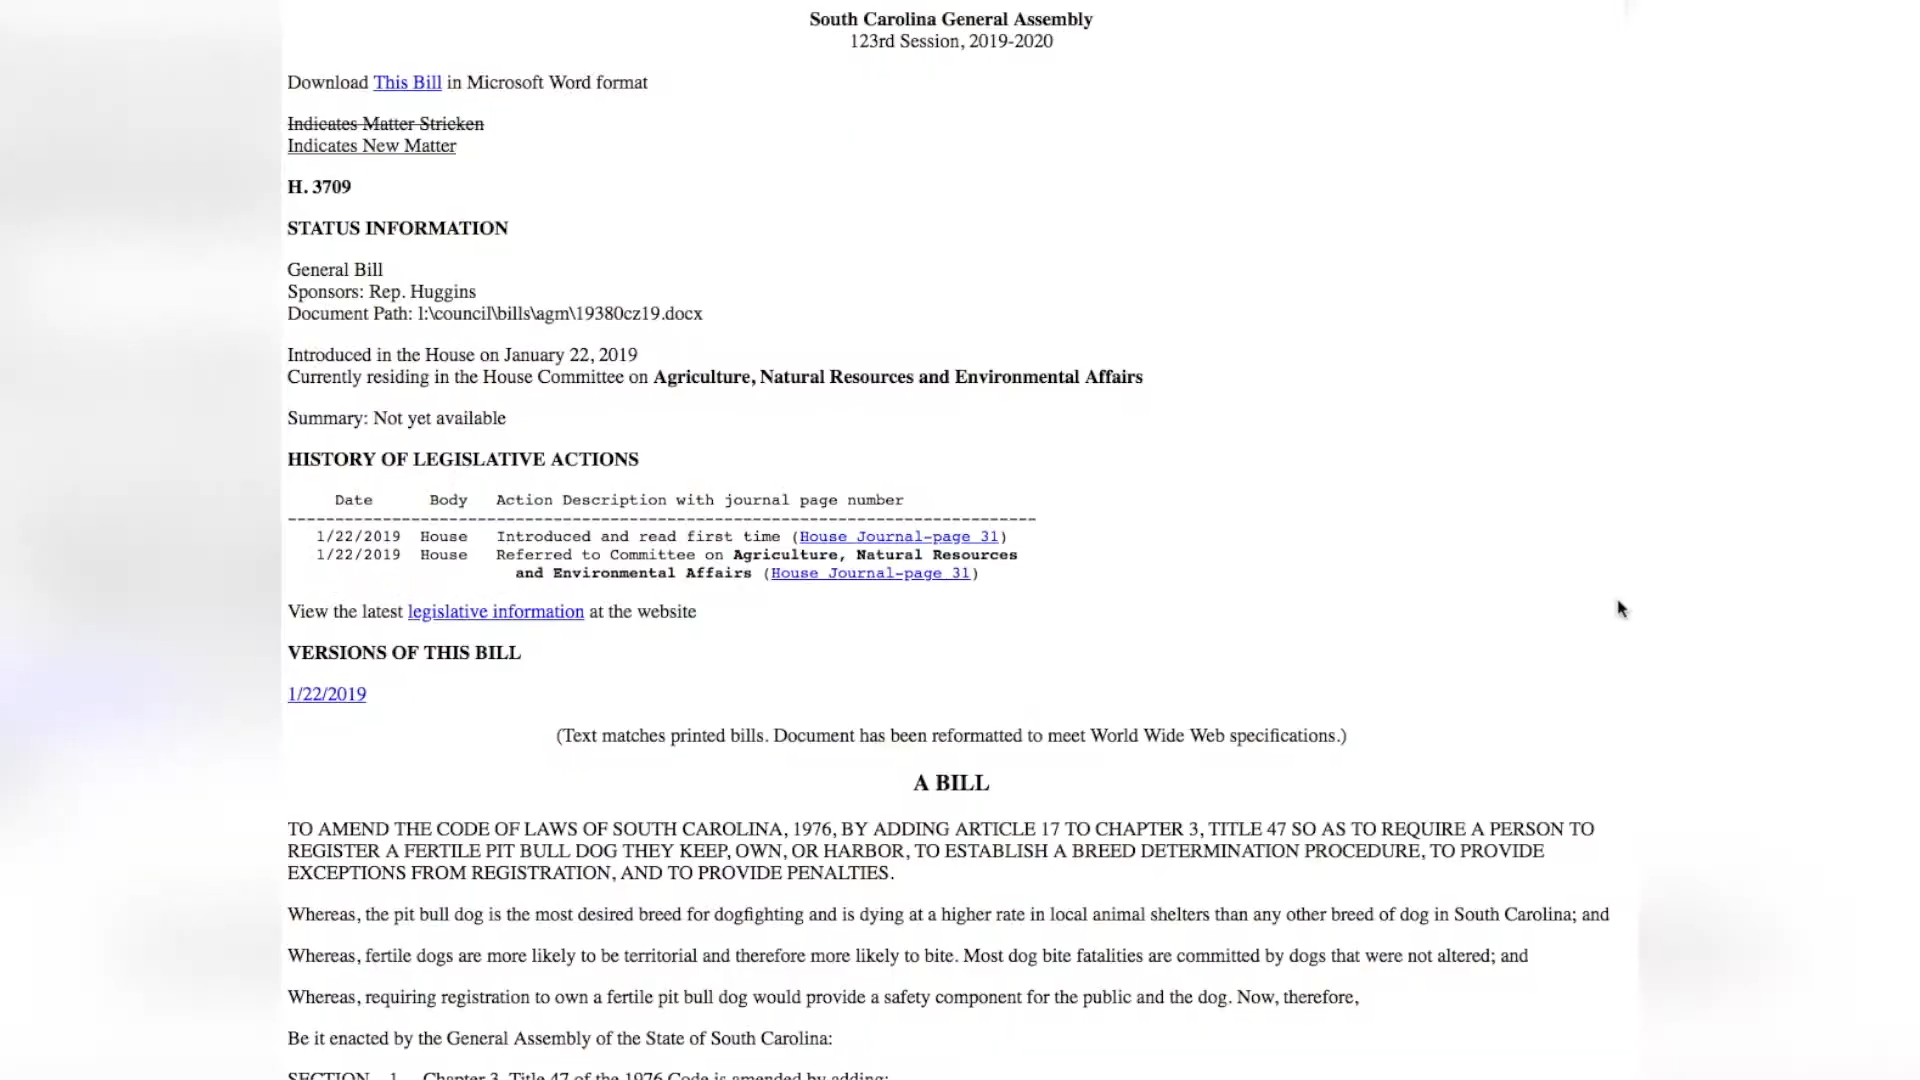 South Carolina General Assembly
123rd Session, 2019-2020
Download This Bill in Microsoft Word format
Indicates Matter Stricken
Indicates New Matter
H. 3709
STATUS INFORMATION
General Bill
Sponsors: Rep. Huggins
Document Path: l:\council\bills\agm\19380cz19.docx
Introduced in the House on January 22, 2019
Currently residing in the House Committee on Agriculture, Natural Resources and Environmental Affairs
Summary: Not yet available
HISTORY OF LEGISLATIVE ACTIONS
Date Body Action Description with journal page number
-------------------------------------------------------------------------------
1/22/2019 House Introduced and read first time (House Journal-page 31)
1/22/2019 House Referred to Committee on Agriculture, Natural Resources
and Environmental Affairs (House Journal-page 31)
View the latest legislative information at the website
VERSIONS OF THIS BILL
1/22/2019
(Text matches printed bills. Document has been reformatted to meet World Wide Web specifications.)
A BILL
TO AMEND THE CODE OF LAWS OF SOUTH CAROLINA, 1976, BY ADDING ARTICLE 17 TO CHAPTER 3, TITLE 47 SO AS TO REQUIRE A PERSON TO
REGISTER A FERTILE PIT BULL DOG THEY KEEP, OWN, OR HARBOR, TO ESTABLISH A BREED DETERMINATION PROCEDURE, TO PROVIDE
EXCEPTIONS FROM REGISTRATION, AND TO PROVIDE PENALTIES.
Whereas, the pit bull dog is the most desired breed for dogfighting and is dying at a higher rate in local animal shelters than any other breed of dog in South Carolina; and
Whereas, fertile dogs are more likely to be territorial and therefore more likely to bite. Most dog bite fatalities are committed by dogs that were not altered; and
Whereas, requiring registration to own a fertile pit bull dog would provide a safety component for the public and the dog. Now, therefore,
Be it enacted by the General Assembly of the State of South Carolina:
SECTION 1. Chapter 3, Title 47 of the 1976 Code is amended by adding: